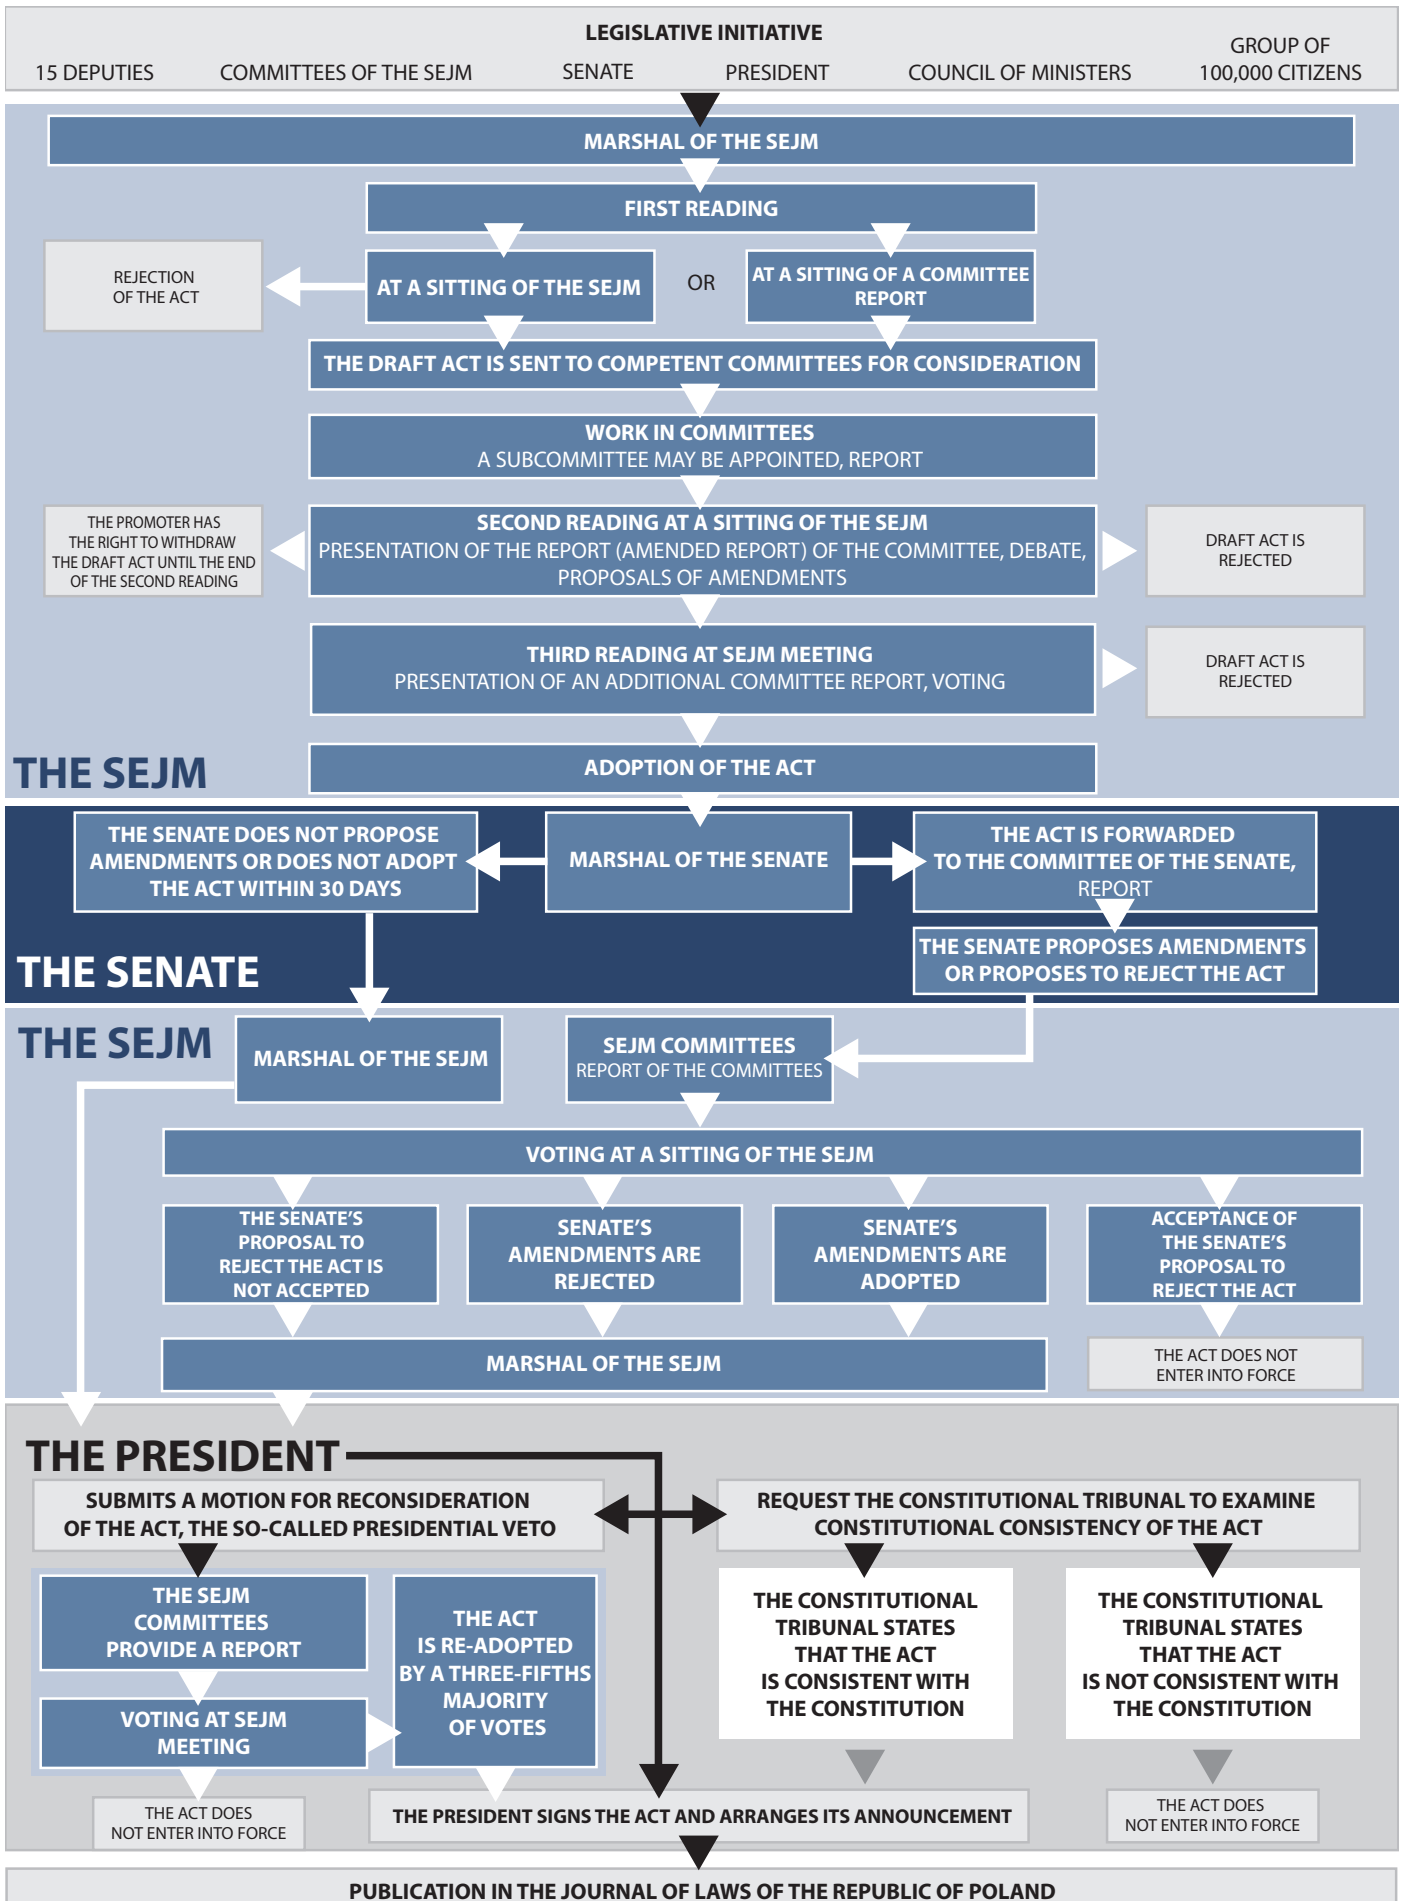 LEGISLATIVE INITIATIVE
15 DEPUTIES
COMMITTEES OF THE SEJM
SENATE
PRESIDENT
COUNCIL OF MINISTERS
GROUP OF
100,000 CITIZENS
MARSHAL OF THE SEJM
FIRST READING
REJECTION
OF THE ACT
AT A SITTING OF THE SEJM
OR
AT A SITTING OF A COMMITTEE
REPORT
THE DRAFT ACT IS SENT TO COMPETENT COMMITTEES FOR CONSIDERATION
WORK IN COMMITTEES
A SUBCOMMITTEE MAY BE APPOINTED, REPORT
THE PROMOTER HAS
THE RIGHT TO WITHDRAW
THE DRAFT ACT UNTIL THE END
OF THE SECOND READING
SECOND READING AT A SITTING OF THE SEJM
PRESENTATION OF THE REPORT (AMENDED REPORT) OF THE COMMITTEE, DEBATE,
PROPOSALS OF AMENDMENTS
DRAFT ACT IS
REJECTED
THIRD READING AT SEJM MEETING
PRESENTATION OF AN ADDITIONAL COMMITTEE REPORT, VOTING
DRAFT ACT IS
REJECTED
THE SEJM
ADOPTION OF THE ACT
THE SENATE DOES NOT PROPOSE
AMENDMENTS OR DOES NOT ADOPT
THE ACT WITHIN 30 DAYS
MARSHAL OF THE SENATE
THE ACT IS FORWARDED
TO THE COMMITTEE OF THE SENATE,
REPORT
THE SENATE
THE SENATE PROPOSES AMENDMENTS
OR PROPOSES TO REJECT THE ACT
THE SEJM
MARSHAL OF THE SEJM
SEJM COMMITTEES
REPORT OF THE COMMITTEES
VOTING AT A SITTING OF THE SEJM
THE SENATE'S
PROPOSAL TO
REJECT THE ACT IS
NOT ACCEPTED
SENATE'S
AMENDMENTS ARE
REJECTED
SENATE'S
AMENDMENTS ARE
ADOPTED
ACCEPTANCE OF
THE SENATE'S
PROPOSAL TO
REJECT THE ACT
MARSHAL OF THE SEJM
THE ACT DOES NOT
ENTER INTO FORCE
THE PRESIDENT
SUBMITS A MOTION FOR RECONSIDERATION
OF THE ACT, THE SO-CALLED PRESIDENTIAL VETO
REQUEST THE CONSTITUTIONAL TRIBUNAL TO EXAMINE
CONSTITUTIONAL CONSISTENCY OF THE ACT
THE SEJM
COMMITTEES
PROVIDE A REPORT
VOTING AT SEJM
MEETING
THE ACT
IS RE-ADOPTED
BY A THREE-FIFTHS
MAJORITY
OF VOTES
THE CONSTITUTIONAL
TRIBUNAL STATES
THAT THE ACT
IS CONSISTENT WITH
THE CONSTITUTION
THE CONSTITUTIONAL
TRIBUNAL STATES
THAT THE ACT
IS NOT CONSISTENT WITH
THE CONSTITUTION
THE ACT DOES
NOT ENTER INTO FORCE
THE PRESIDENT SIGNS THE ACT AND ARRANGES ITS ANNOUNCEMENT
THE ACT DOES
NOT ENTER INTO FORCE
PUBLICATION IN THE JOURNAL OF LAWS OF THE REPUBLIC OF POLAND